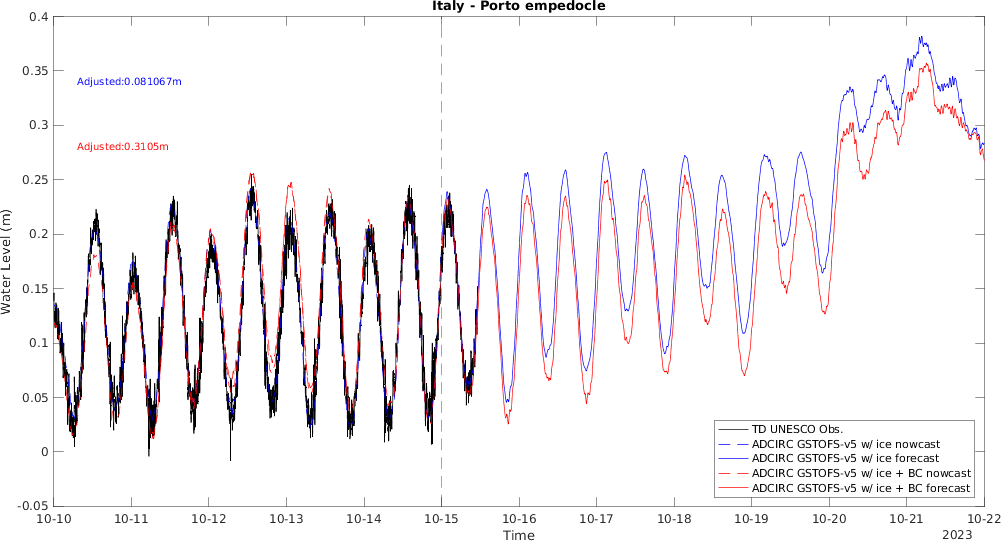 Italy - Porto empedocle
0.4
0.35
0.3
0.25
0.2
0.15
0.1
0.05
0
-0.05
Water Level (m)
Adjusted:0.081067m
Adjusted:0.3105m
TD UNESCO Obs.
ADCIRC GSTOFS-v5 w/ ice nowcast
ADCIRC GSTOFS-v5 w/ ice forecast
ADCIRC GSTOFS-v5 w/ ice + BC nowcast
ADCIRC GSTOFS-v5 w/ ice + BC forecast
10-10 10-11 10-12 10-13 10-14 10-15 10-16 10-17 10-18 10-19 10-20 10-21 10-22
Time
2023